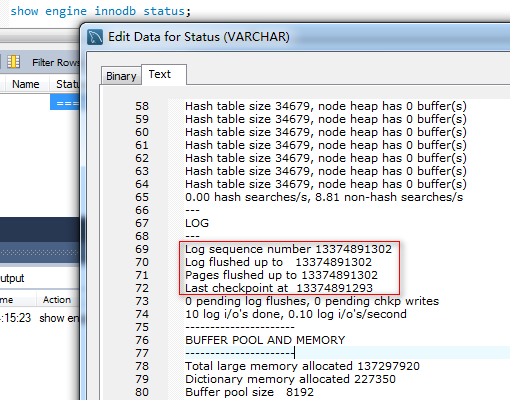 show engine innodb status;
Edit Data for Status (VARCHAR)
Filter Rows
Name Statu
===
Binary Text
58 Hash table size 34679, node heap has 0 buffer(s)
59 Hash table size 34679, node heap has 0 buffer(s)
60 Hash table size 34679, node heap has 0 buffer(s)
61 Hash table size 34679, node heap has 0 buffer(s)
62 Hash table size 34679, node heap has 0 buffer(s)
63 Hash table size 34679, node heap has 0 buffer(s)
64 Hash table size 34679, node heap has 0 buffer(s)
65 0.00 hash searches/s, 8.81 non-hash searches/s
66 ---
67 LOG
68 ---
69 Log sequence number 13374891302
70 Log flushed up to 13374891302
71 Pages flushed up to 13374891302
72 Last checkpoint at 13374891293
73 0 pending log flushes, 0 pending chkp writes
74 10 log i/o's done, 0.10 log i/o's/second
75 ----------------------
76 BUFFER POOL AND MEMORY
77 ----------------------
78 Total large memory allocated 137297920
79 Dictionary memory allocated 227350
80 Buffer pool size 8192
utput
Time Action
4:15:23 show en